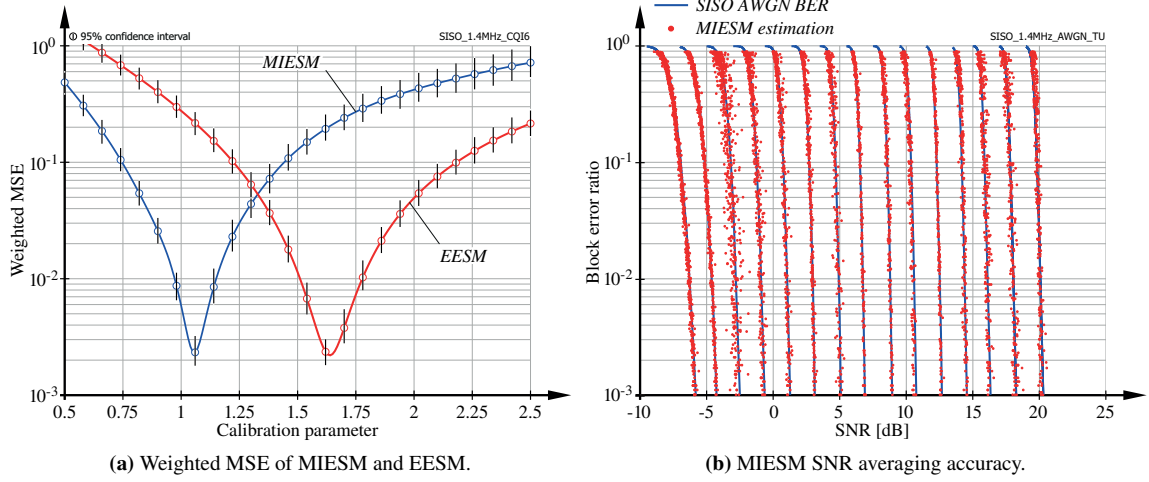 Φ 95% confidence interval
SISO_1.4MHz_CQI6
MIESM
EESM
Weighted MSE
10^0
10^-1
10^-2
10^-3
0.5 0.75 1 1.25 1.5 1.75 2 2.25 2.5
Calibration parameter
(a) Weighted MSE of MIESM and EESM.
SISO AWGN BER
MIESM estimation
SISO_1.4MHz_AWGN_TU
Block error ratio
10^0
10^-1
10^-2
10^-3
-10 -5 0 5 10 15 20 25
SNR [dB]
(b) MIESM SNR averaging accuracy.